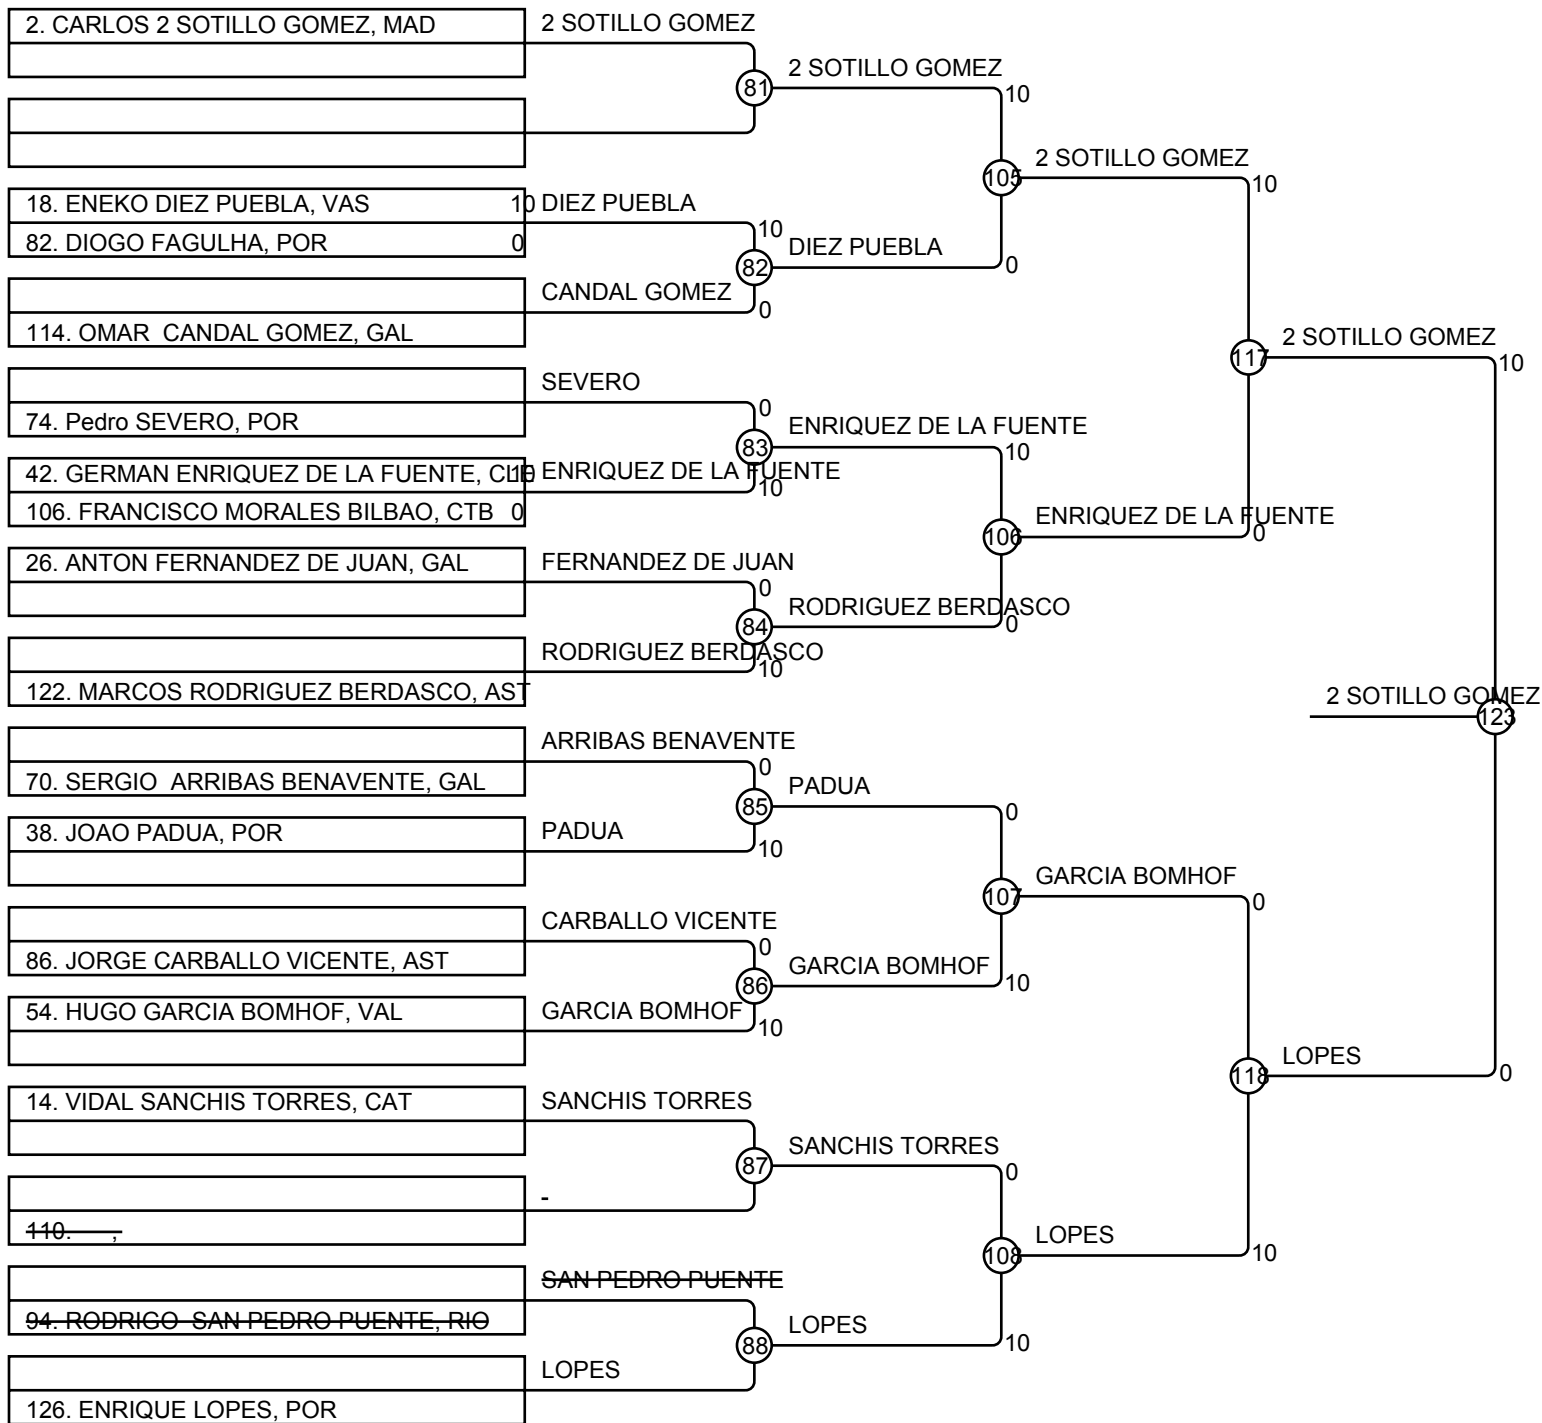 2. CARLOS 2 SOTILLO GOMEZ, MAD
2 SOTILLO GOMEZ
81
2 SOTILLO GOMEZ
10
105
2 SOTILLO GOMEZ
10
18. ENEKO DIEZ PUEBLA, VAS 10
82. DIOGO FAGULHA, POR 0
DIEZ PUEBLA
10
82
DIEZ PUEBLA
0
CANDAL GOMEZ
0
114. OMAR CANDAL GOMEZ, GAL
117
2 SOTILLO GOMEZ
10
SEVERO
0
74. Pedro SEVERO, POR
83
ENRIQUEZ DE LA FUENTE
10
42. GERMAN ENRIQUEZ DE LA FUENTE, CLE 10
ENRIQUEZ DE LA FUENTE
10
106. FRANCISCO MORALES BILBAO, CTB 0
106
ENRIQUEZ DE LA FUENTE
0
26. ANTON FERNANDEZ DE JUAN, GAL
FERNANDEZ DE JUAN
0
84
RODRIGUEZ BERDASCO
0
RODRIGUEZ BERDASCO
10
122. MARCOS RODRIGUEZ BERDASCO, AST
2 SOTILLO GOMEZ
123
ARRIBAS BENAVENTE
0
70. SERGIO ARRIBAS BENAVENTE, GAL
85
PADUA
0
38. JOAO PADUA, POR
PADUA
10
107
GARCIA BOMHOF
0
CARBALLO VICENTE
0
86. JORGE CARBALLO VICENTE, AST
86
GARCIA BOMHOF
10
54. HUGO GARCIA BOMHOF, VAL
GARCIA BOMHOF
10
118
LOPES
0
14. VIDAL SANCHIS TORRES, CAT
SANCHIS TORRES
87
SANCHIS TORRES
0
-
110. ,
108
LOPES
10
SAN PEDRO PUENTE
94. RODRIGO SAN PEDRO PUENTE, RIO
88
LOPES
10
LOPES
126. ENRIQUE LOPES, POR